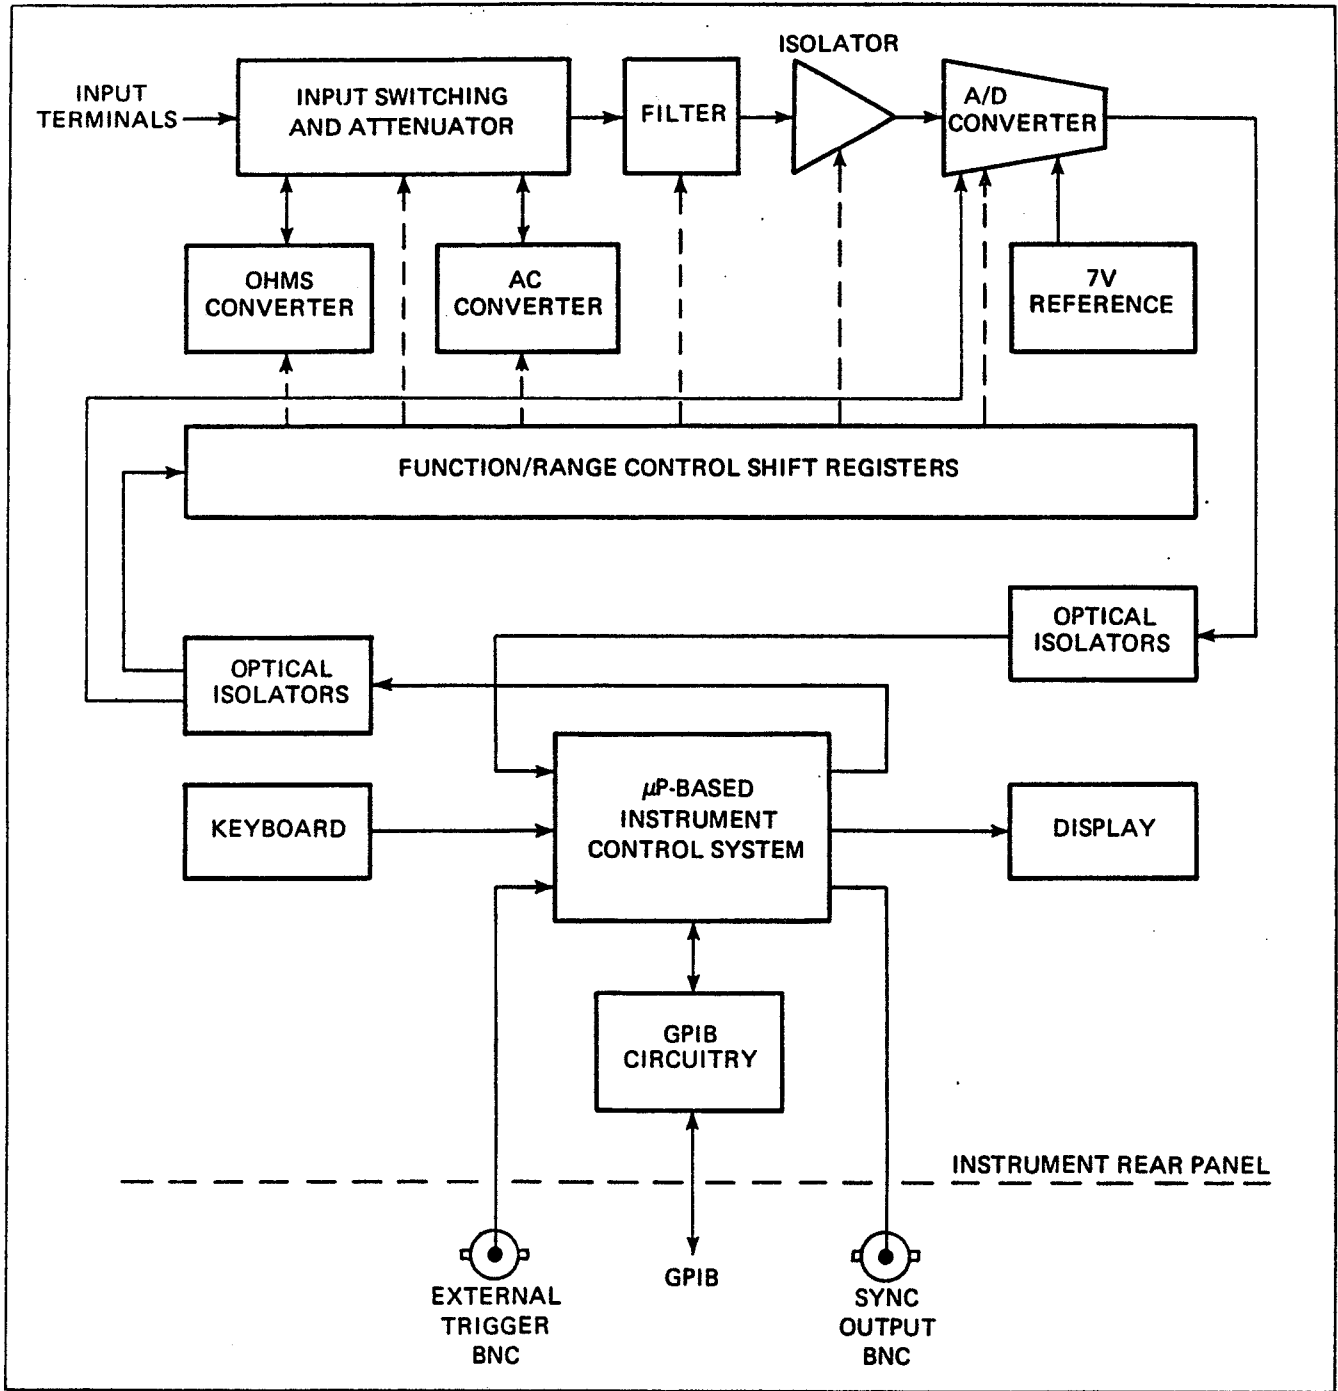 ISOLATOR
INPUT
TERMINALS
INPUT SWITCHING
AND ATTENUATOR
FILTER
A/D
CONVERTER
OHMS
CONVERTER
AC
CONVERTER
7V
REFERENCE
FUNCTION/RANGE CONTROL SHIFT REGISTERS
OPTICAL
ISOLATORS
OPTICAL
ISOLATORS
KEYBOARD
μP-BASED
INSTRUMENT
CONTROL SYSTEM
DISPLAY
GPIB
CIRCUITRY
INSTRUMENT REAR PANEL
EXTERNAL
TRIGGER
BNC
GPIB
SYNC
OUTPUT
BNC